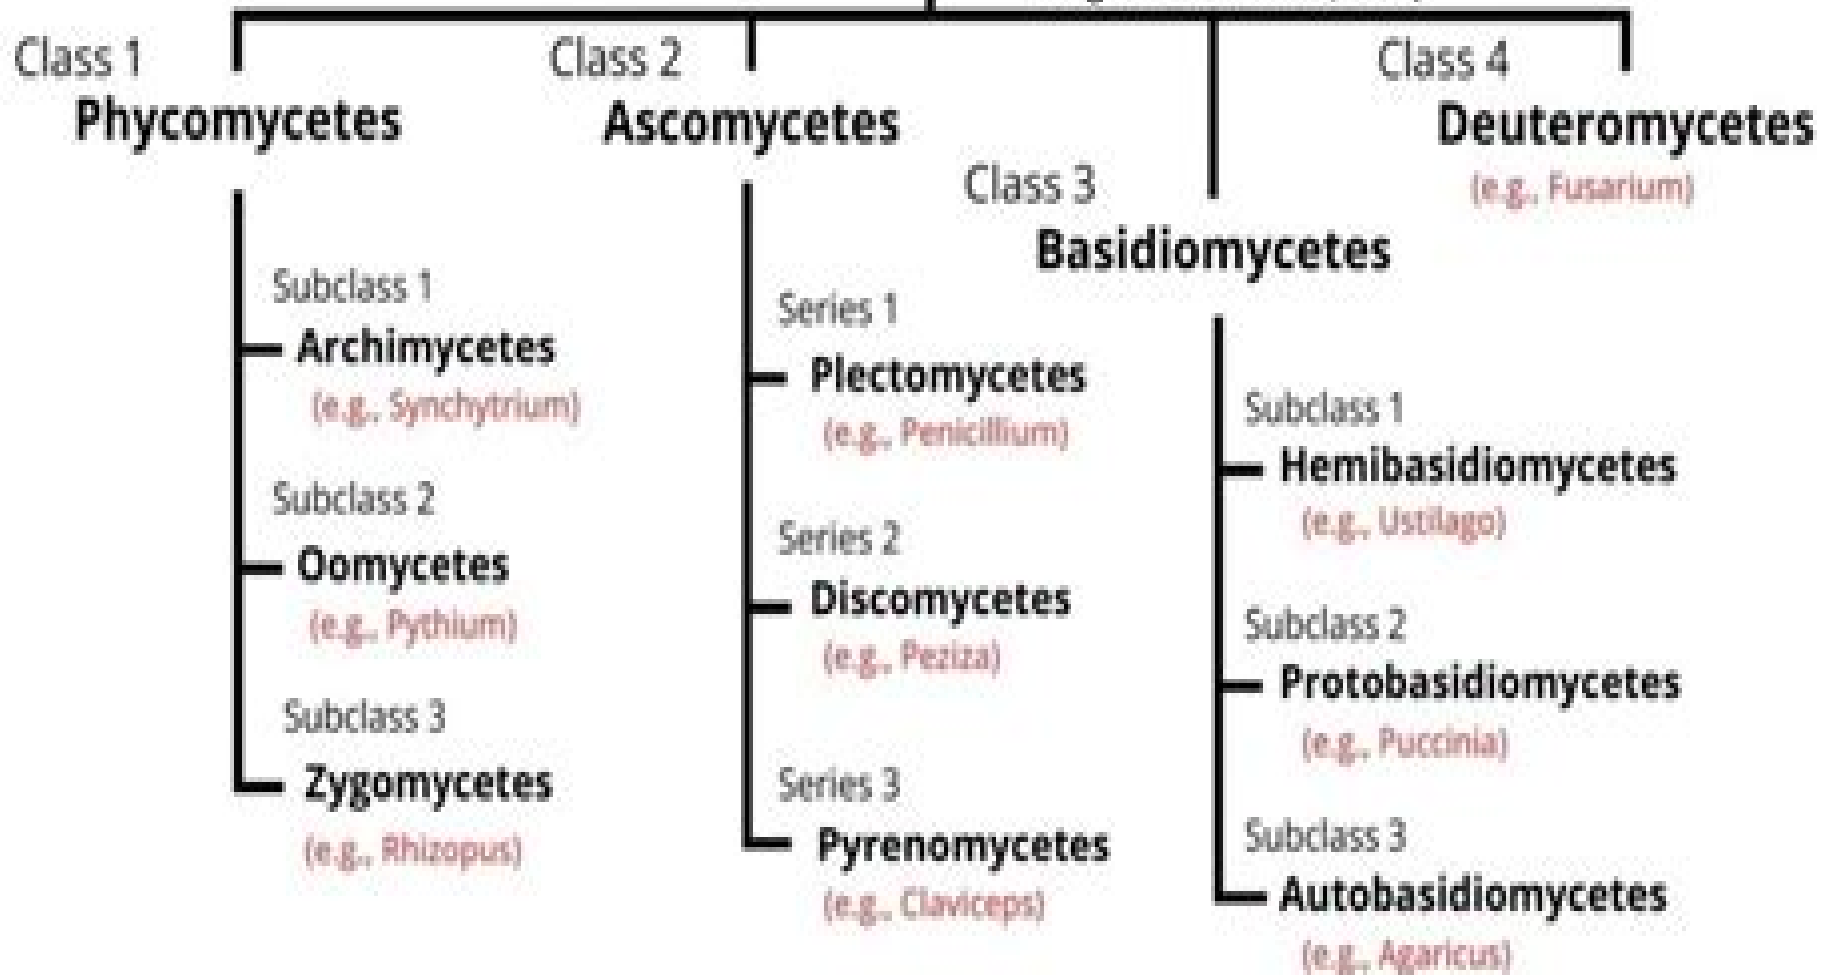 Class 1
Phycomycetes
Subclass 1
Archimycetes
(e.g., Synchytrium)
Subclass 2
Oomycetes
(e.g., Pythium)
Subclass 3
Zygomycetes
(e.g., Rhizopus)
Class 2
Ascomycetes
Series 1
Plectomycetes
(e.g., Penicillium)
Series 2
Discomycetes
(e.g., Peziza)
Series 3
Pyrenomycetes
(e.g., Claviceps)
Class 3
Basidiomycetes
Subclass 1
Hemibasidiomycetes
(e.g., Ustilago)
Subclass 2
Protobasidiomycetes
(e.g., Puccinia)
Subclass 3
Autobasidiomycetes
(e.g., Agaricus)
Class 4
Deuteromycetes
(e.g., Fusarium)